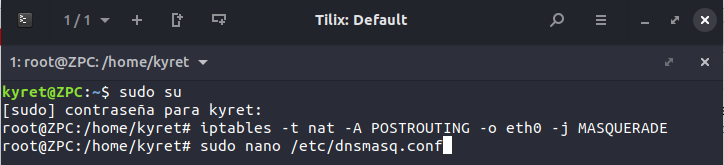 1 / 1
Tilix: Default
1: root@ZPC: /home/kyret
kyret@ZPC:~$ sudo su
[sudo] contraseña para kyret:
root@ZPC:/home/kyret# iptables -t nat -A POSTROUTING -o eth0 -j MASQUERADE
root@ZPC:/home/kyret# sudo nano /etc/dnsmasq.conf